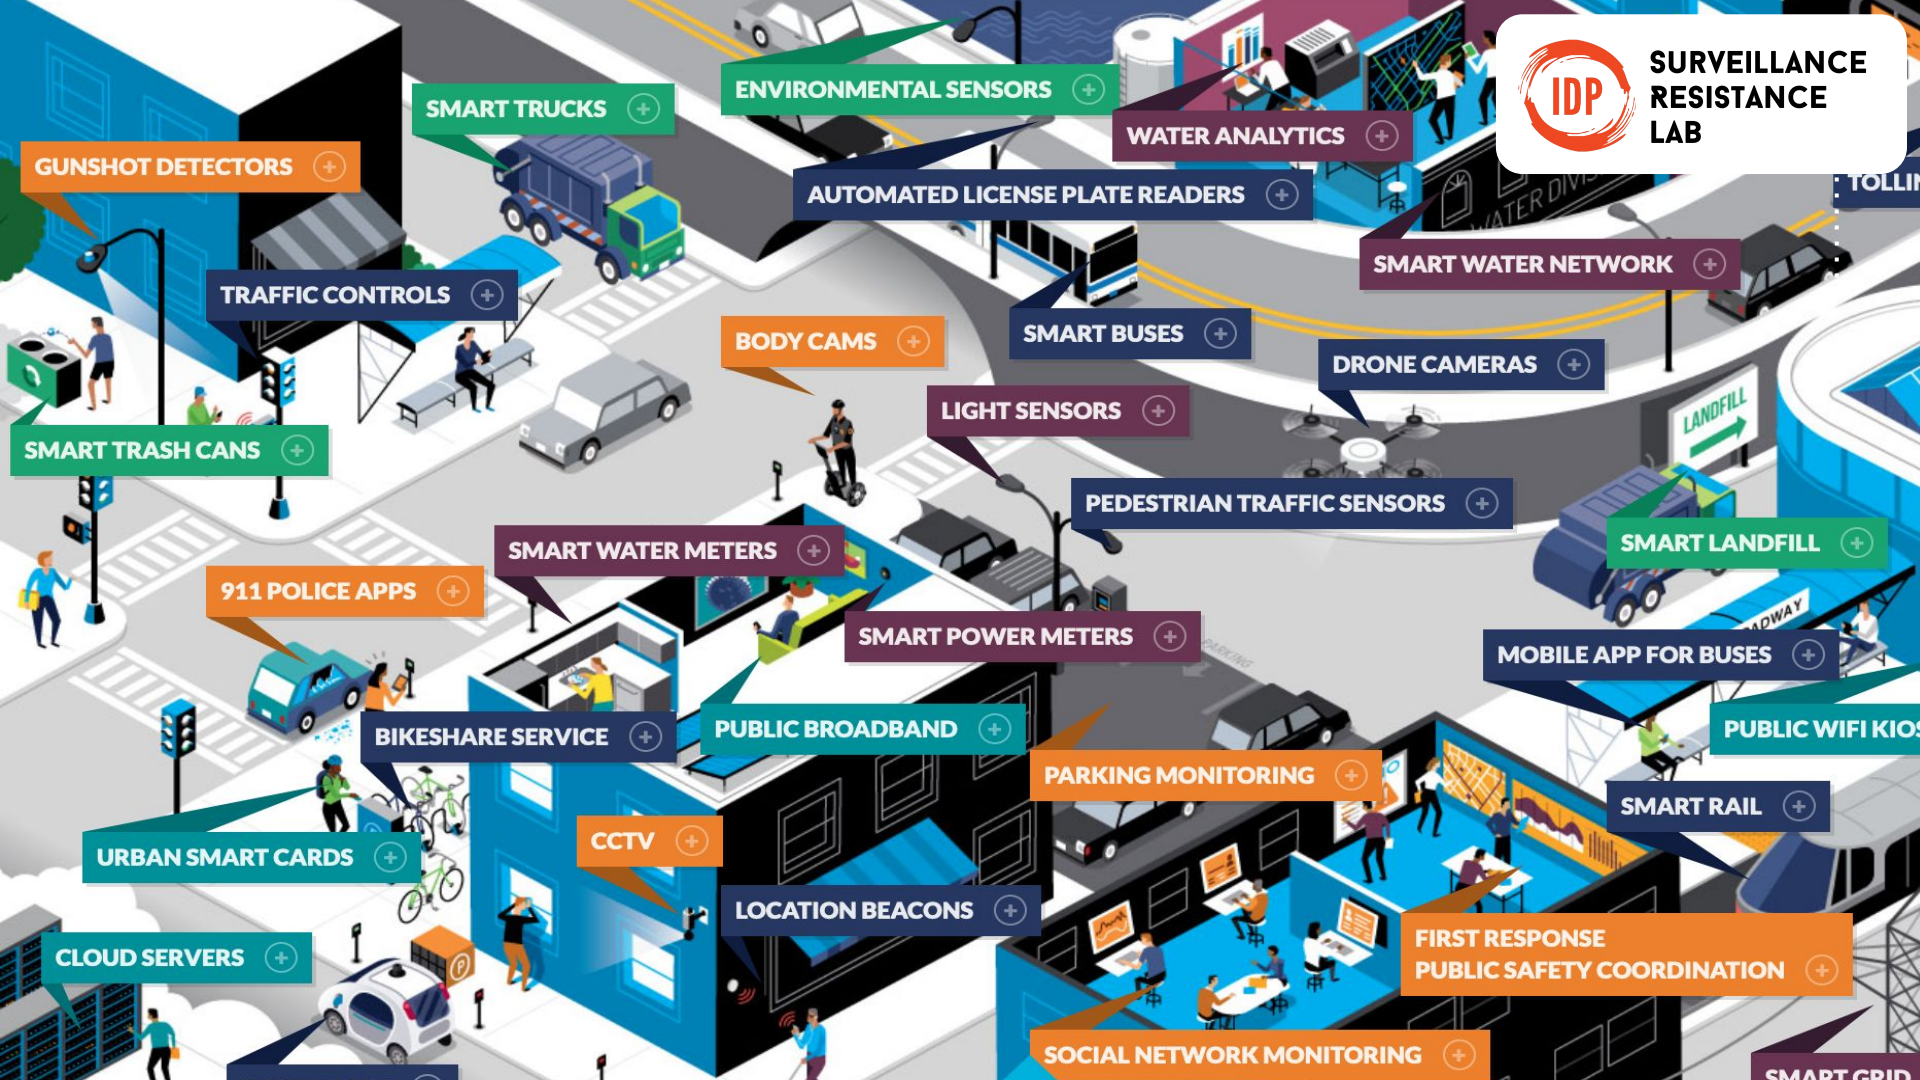 SURVEILLANCE
RESISTANCE
LAB
IDP
ENVIRONMENTAL SENSORS
SMART TRUCKS
WATER ANALYTICS
GUNSHOT DETECTORS
AUTOMATED LICENSE PLATE READERS
WATER
SMART WATER NETWORK
TRAFFIC CONTROLS
SMART BUSES
BODY CAMS
DRONE CAMERAS
LIGHT SENSORS
LANDFILL
SMART TRASH CANS
PEDESTRIAN TRAFFIC SENSORS
SMART LANDFILL
SMART WATER METERS
911 POLICE APPS
SMART POWER METERS
PARKING
MOBILE APP FOR BUSES
PUBLIC BROADBAND
PUBLIC WIFI
BIKESHARE SERVICE
PARKING MONITORING
SMART RAIL
CCTV
URBAN SMART CARDS
LOCATION BEACONS
FIRST RESPONSE
PUBLIC SAFETY COORDINATION
CLOUD SERVERS
P
SOCIAL NETWORK MONITORING
SMART GRID